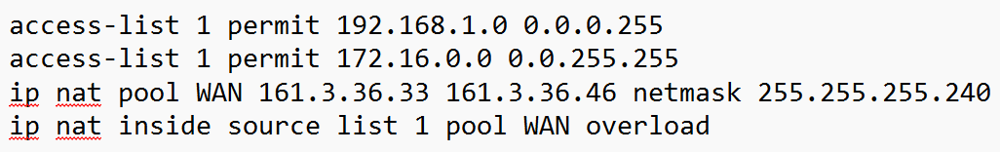 access-list 1 permit 192.168.1.0 0.0.0.255
access-list 1 permit 172.16.0.0 0.0.255.255
ip nat pool WAN 161.3.36.33 161.3.36.46 netmask 255.255.255.240
ip nat inside source list 1 pool WAN overload